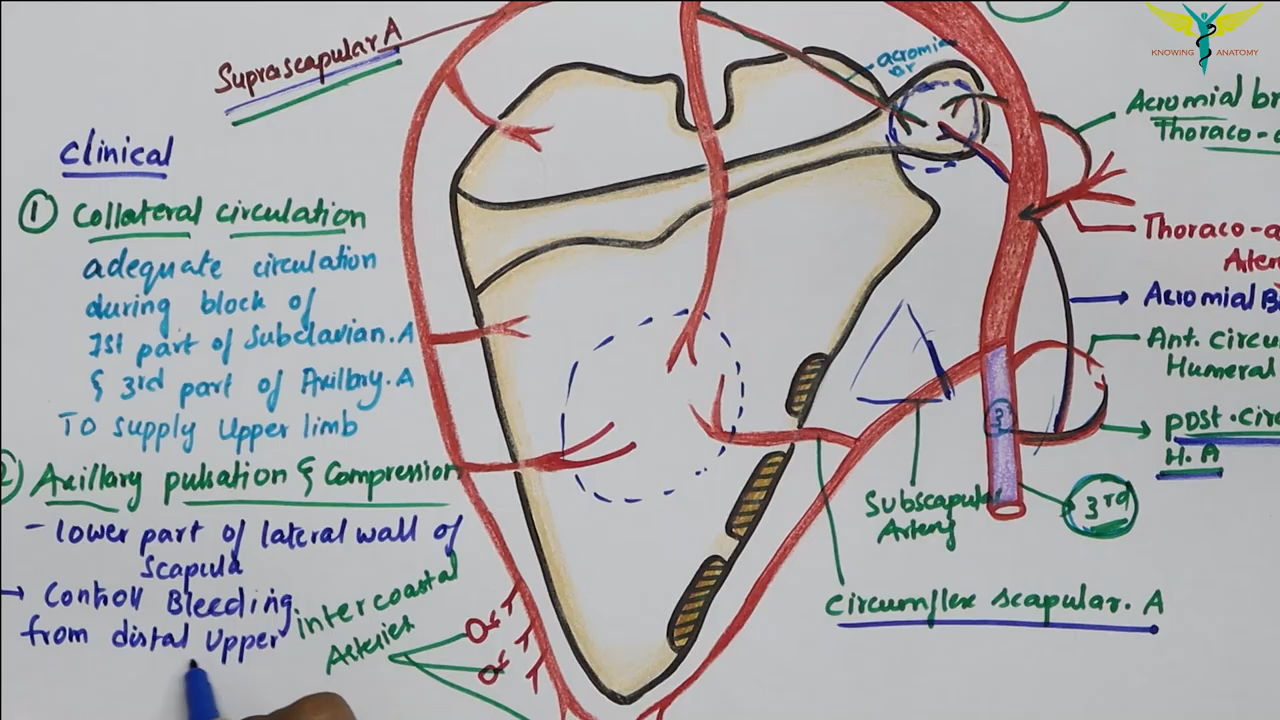 Suprascapular A
clinical
① Collateral circulation
adequate circulation
during block of
1st part of Subclavian.A
& 3rd part of Axillary.A
To supply Upper limb
2) Axillary pulsation & Compression
- lower part of lateral wall of
Scapula
→ Controll Bleeding
from distal Upper
intercoastal
Arteries
acromial
br
KNOWING ANATOMY
Acromial br
Thoraco-a
Thoraco-a
Arter
Acromial B
Ant. circu
Humeral
post.circ
H.A
3rd
Subscapular
Artery
circumflex scapular. A